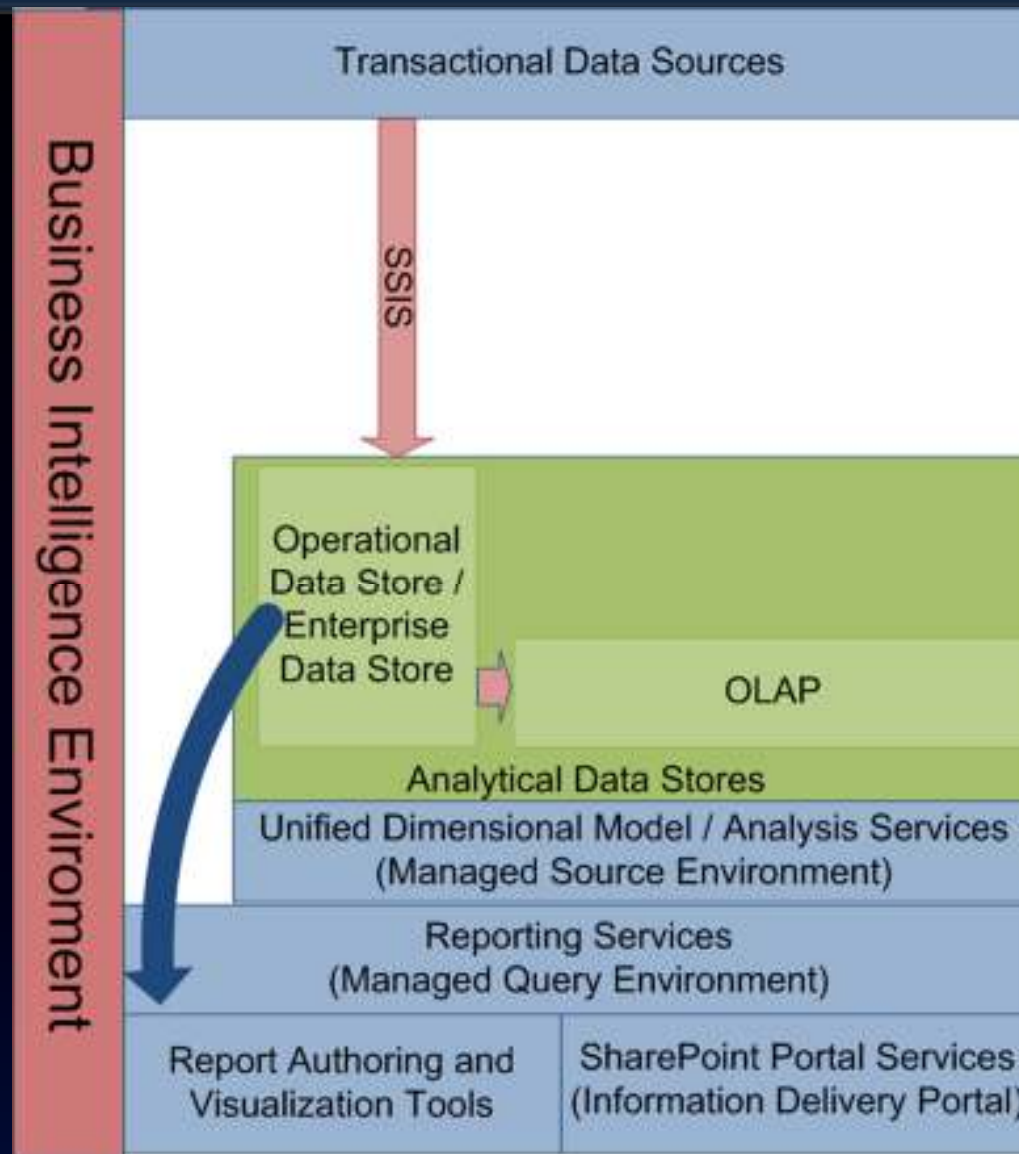 Business Intelligence Enviroment
Transactional Data Sources
SSIS
Operational
Data Store /
Enterprise
Data Store
OLAP
Analytical Data Stores
Unified Dimensional Model / Analysis Services
(Managed Source Environment)
Reporting Services
(Managed Query Environment)
Report Authoring and
Visualization Tools
SharePoint Portal Services
(Information Delivery Portal)